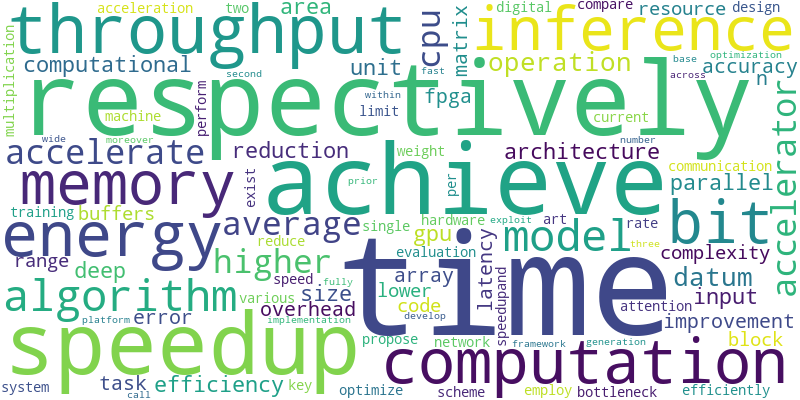 acceleration two area cpu matrix digital compare resource design
throughput inference
computational unit operation accuracy
second base optimization across fast
multiplication machine perform within limit fpga current n
respectively
accelerate reduction weight architecture number
wide moreover exist achieve per communication accelerator
memory prior parallel
training buffers average single hardware exploit art rate bit
energy reduce gpu model three complexity
range deep higher evaluation latency datum
various speed fully array lower attention input
algorithm size code speedupand time
error overhead develop improvement
platform implementation propose network framework generation block
speedup computation
system task efficiency key optimize scheme employ bottleneck efficiently
call